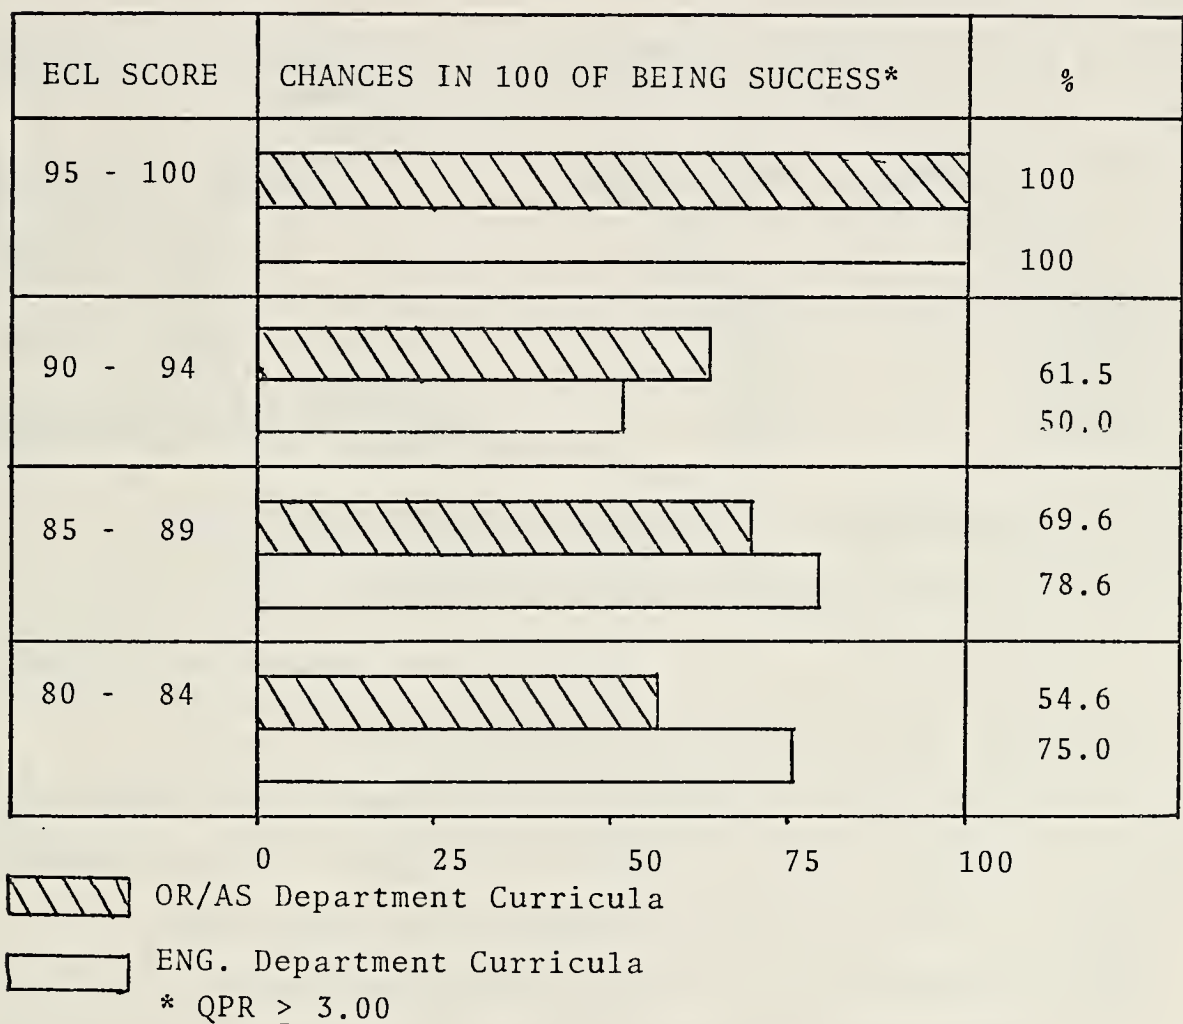 ECL SCORE CHANCES IN 100 OF BEING SUCCESS* %
95 - 100 100
100
90 - 94 61.5
50.0
85 - 89 69.6
78.6
80 - 84 54.6
75.0
0 25 50 75 100
OR/AS Department Curricula
ENG. Department Curricula
* QPR ≥ 3.00